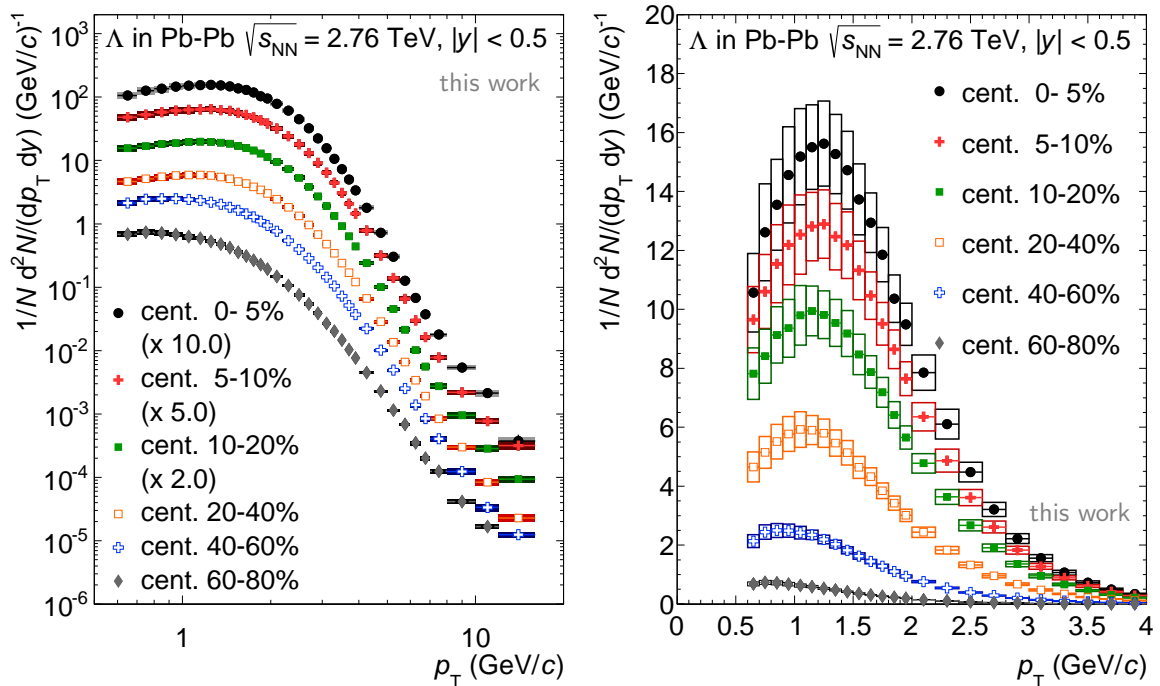 Λ in Pb-Pb √s_NN = 2.76 TeV, |y| < 0.5
this work
1/N d²N/(dp_T dy) (GeV/c)⁻¹
10³
10²
10
1
10⁻¹
10⁻²
10⁻³
10⁻⁴
10⁻⁵
10⁻⁶
cent. 0- 5%
(x 10.0)
cent. 5-10%
(x 5.0)
cent. 10-20%
(x 2.0)
cent. 20-40%
cent. 40-60%
cent. 60-80%
1 10
p_T (GeV/c)
Λ in Pb-Pb √s_NN = 2.76 TeV, |y| < 0.5
1/N d²N/(dp_T dy) (GeV/c)⁻¹
20
18
16
14
12
10
8
6
4
2
0
cent. 0- 5%
cent. 5-10%
cent. 10-20%
cent. 20-40%
cent. 40-60%
cent. 60-80%
this work
0 0.5 1 1.5 2 2.5 3 3.5 4
p_T (GeV/c)